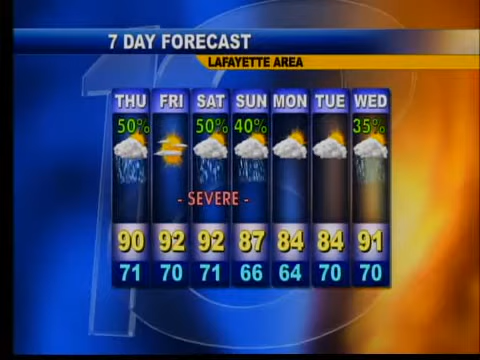 7 DAY FORECAST
LAFAYETTE AREA
THU FRI SAT SUN MON TUE WED
50% 50% 40% 35%
- SEVERE -
90 92 92 87 84 84 91
71 70 71 66 64 70 70